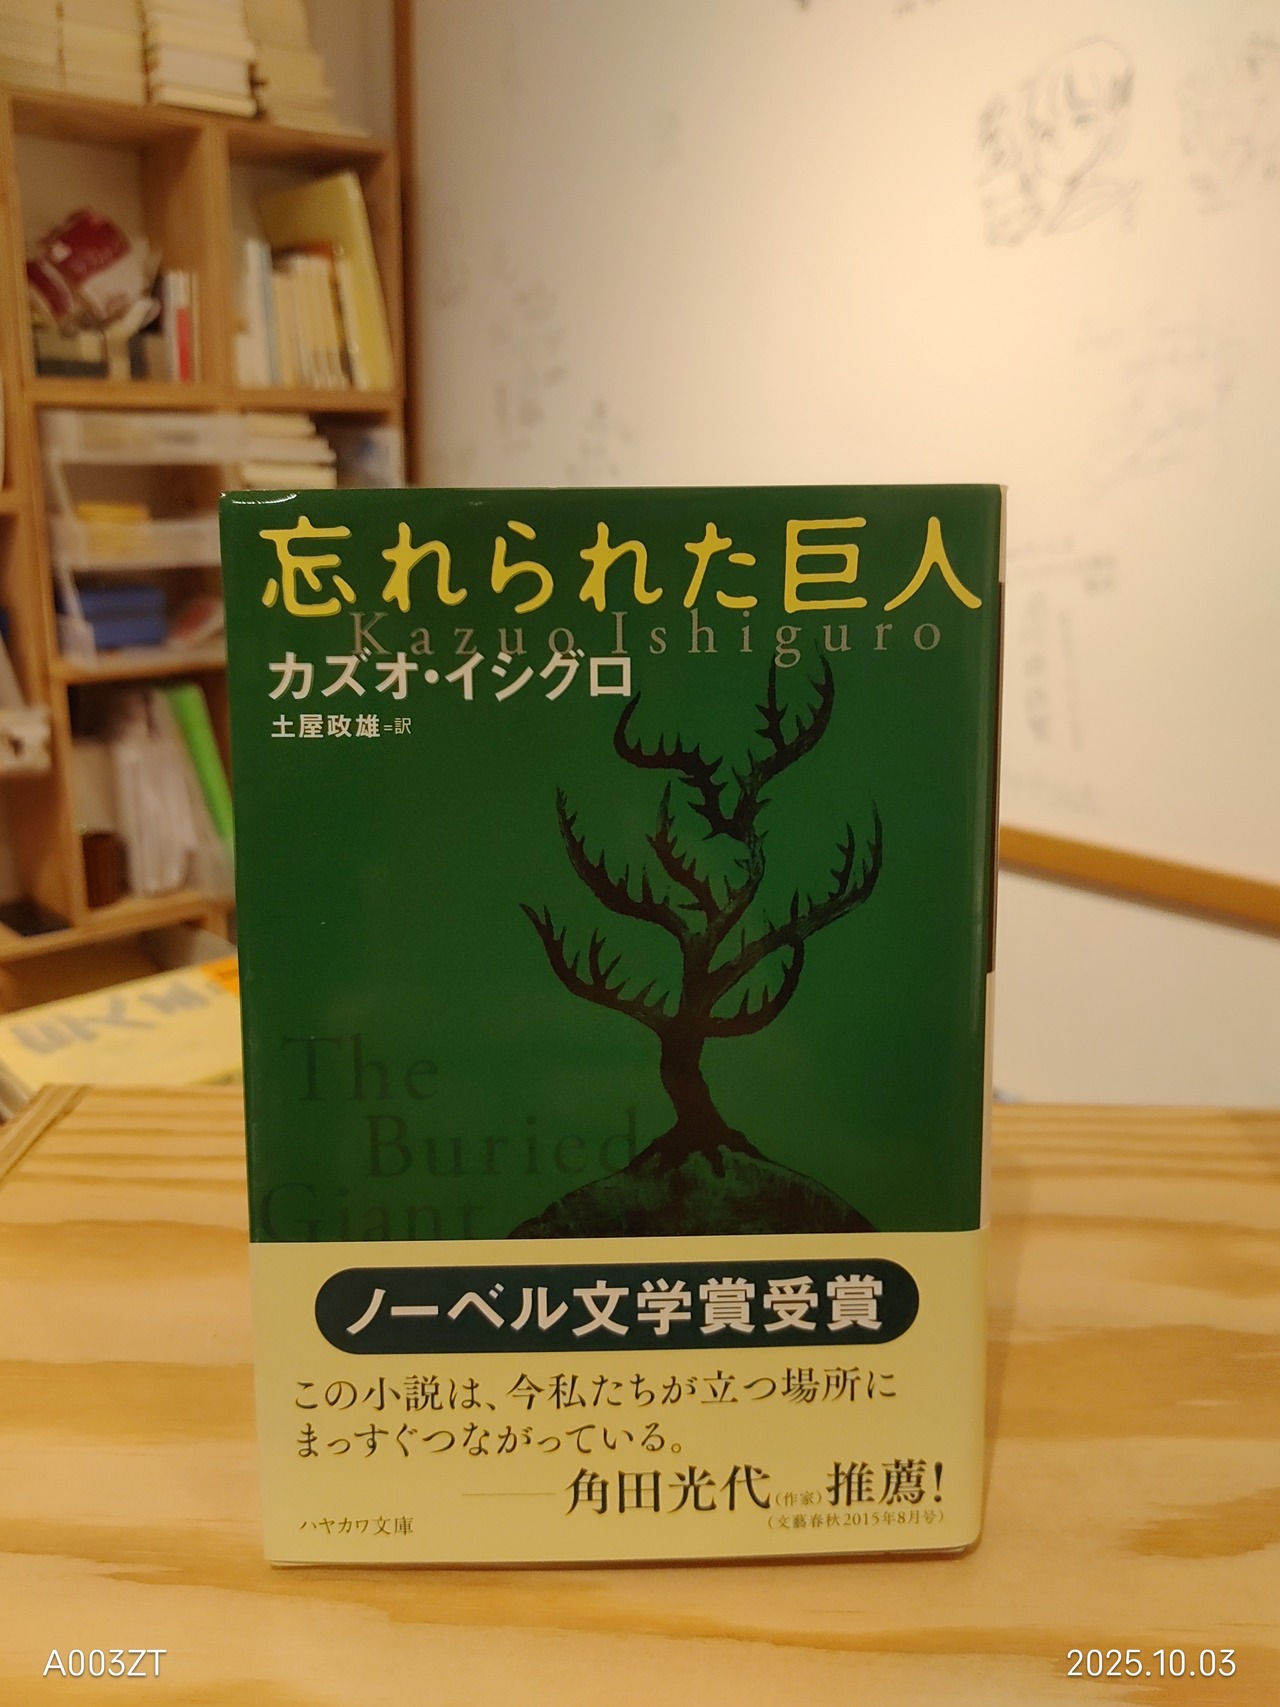 忘れられた巨人
Kazuo Ishiguro
カズオ・イシグロ
土屋政雄=訳
The
Buried
Giant
ノーベル文学賞受賞
この小説は、今私たちが立つ場所に
まっすぐつながっている。
――角田光代(作家)推薦!
(文藝春秋2015年8月号)
ハヤカワ文庫
A003ZT
2025.10.03